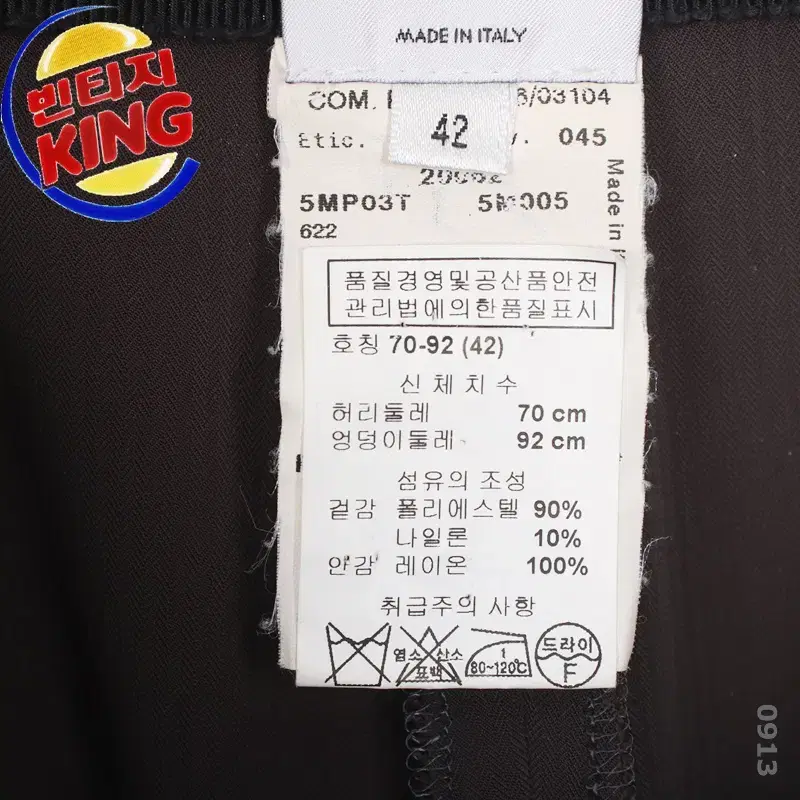 빈티지
KING
MADE IN ITALY
COM.
6/03104
42
Etic.
045
5MP03T 5M005
622
Made in
품질경영및공산품안전
관리법에의한품질표시
호칭 70-92 (42)
신체치수
허리둘레 70 cm
엉덩이둘레 92 cm
섬유의 조성
겉감 폴리에스텔 90%
나일론 10%
안감 레이온 100%
취급주의 사항
염소 산소
표백
1
80~120℃
드라이
F
0913